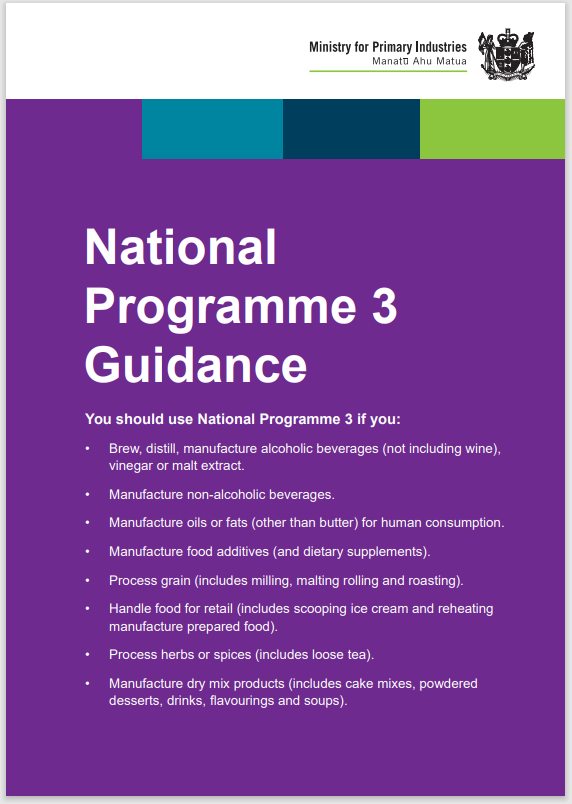 Ministry for Primary Industries
Manat▯ Ahu Matua
National
Programme 3
Guidance
You should use National Programme 3 if you:
• Brew, distill, manufacture alcoholic beverages (not including wine),
vinegar or malt extract.
• Manufacture non-alcoholic beverages.
• Manufacture oils or fats (other than butter) for human consumption.
• Manufacture food additives (and dietary supplements).
• Process grain (includes milling, malting rolling and roasting).
• Handle food for retail (includes scooping ice cream and reheating
manufacture prepared food).
• Process herbs or spices (includes loose tea).
• Manufacture dry mix products (includes cake mixes, powdered
desserts, drinks, flavourings and soups).